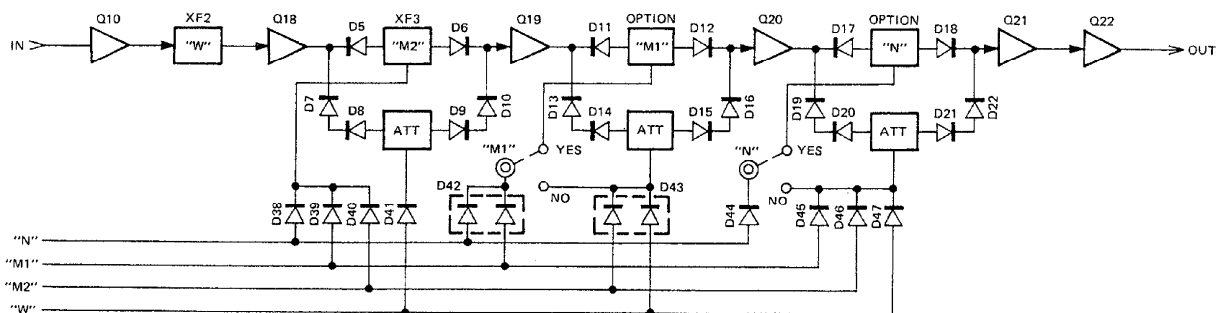 Q10 XF2 Q18 XF3 Q19 OPTION Q20 OPTION Q21 Q22
IN "W" D5 "M2" D6 D11 "M1" D12 D17 "N" D18 OUT
D7 D8 ATT D9 D10 D13 D14 ATT D15 D16 D19 D20 ATT D21 D22
"M1" YES "N" YES
D42 NO D43 NO
D38 D39 D40 D41 D44 D45 D46 D47
"N"
"M1"
"M2"
"W"